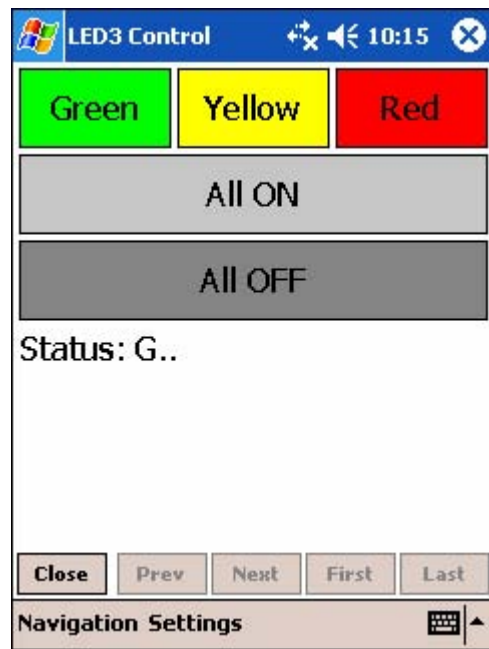 LED3 Control 10:15
Green Yellow Red
All ON
All OFF
Status: G..
Close Prev Next First Last
Navigation Settings